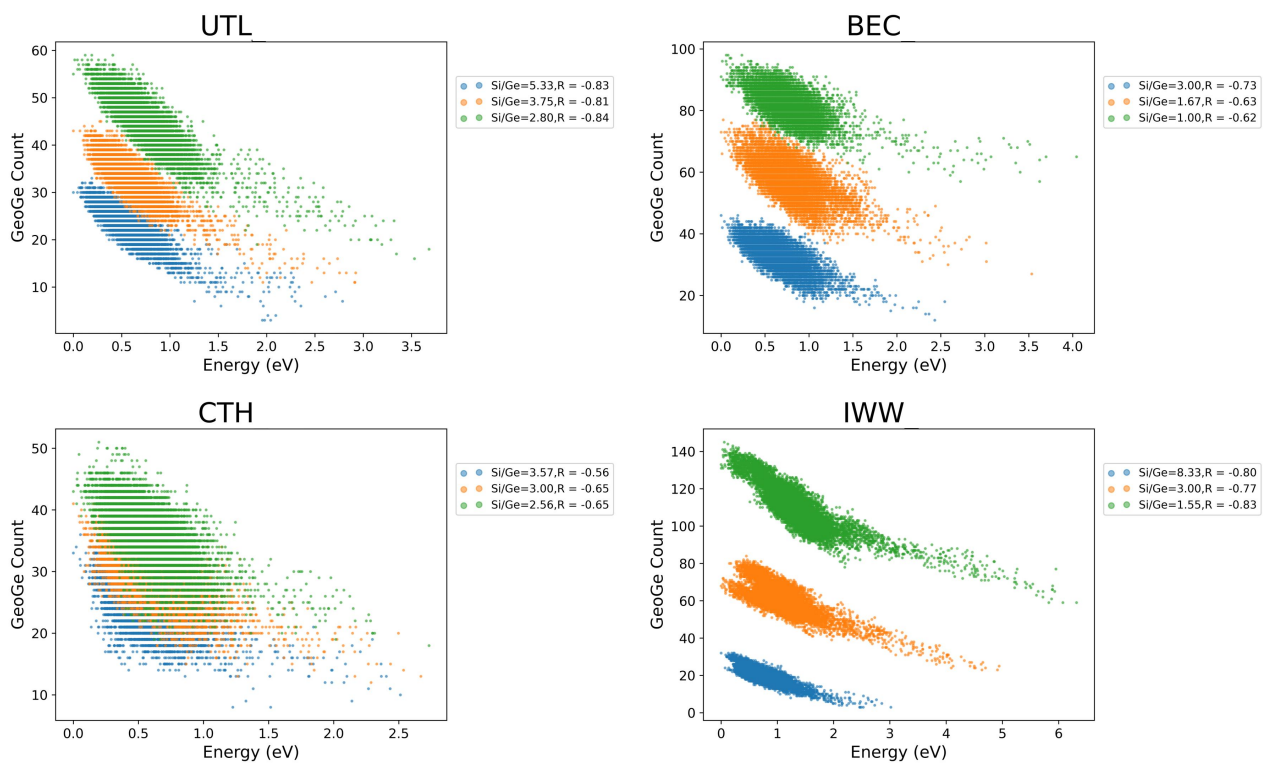 UTL_
60
50
40
30
20
10
GeoGe Count
0.0 0.5 1.0 1.5 2.0 2.5 3.0 3.5
Energy (eV)
Si/Ge=5.33,R = -0.83
Si/Ge=3.75,R = -0.81
Si/Ge=2.80,R = -0.84
BEC_
100
80
60
40
20
GeoGe Count
0.0 0.5 1.0 1.5 2.0 2.5 3.0 3.5 4.0
Energy (eV)
Si/Ge=3.00,R = -0.73
Si/Ge=1.67,R = -0.63
Si/Ge=1.00,R = -0.62
CTH
50
40
30
20
10
GeoGe Count
0.0 0.5 1.0 1.5 2.0 2.5
Energy (eV)
Si/Ge=3.57,R = -0.56
Si/Ge=3.00,R = -0.65
Si/Ge=2.56,R = -0.65
IWW_
140
120
100
80
60
40
20
0
GeoGe Count
0 1 2 3 4 5 6
Energy (eV)
Si/Ge=8.33,R = -0.80
Si/Ge=3.00,R = -0.77
Si/Ge=1.55,R = -0.83